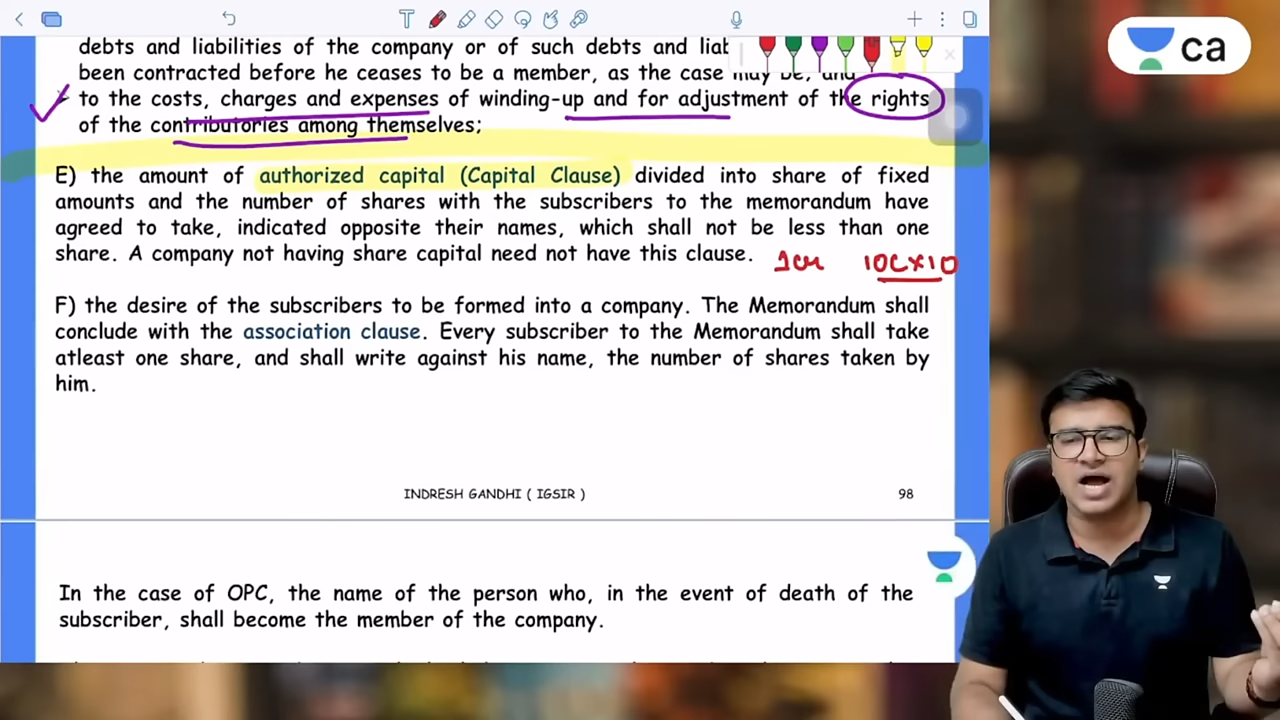 debts and liabilities of the company or of such debts and liab
been contracted before he ceases to be a member, as the case may be; and
to the costs, charges and expenses of winding-up and for adjustment of the rights
of the contributories among themselves;
E) the amount of authorized capital (Capital Clause) divided into share of fixed
amounts and the number of shares with the subscribers to the memorandum have
agreed to take, indicated opposite their names, which shall not be less than one
share. A company not having share capital need not have this clause.
F) the desire of the subscribers to be formed into a company. The Memorandum shall
conclude with the association clause. Every subscriber to the Memorandum shall take
atleast one share, and shall write against his name, the number of shares taken by
him.
INDRESH GANDHI ( IGSIR ) 98
In the case of OPC, the name of the person who, in the event of death of the
subscriber, shall become the member of the company.
ca